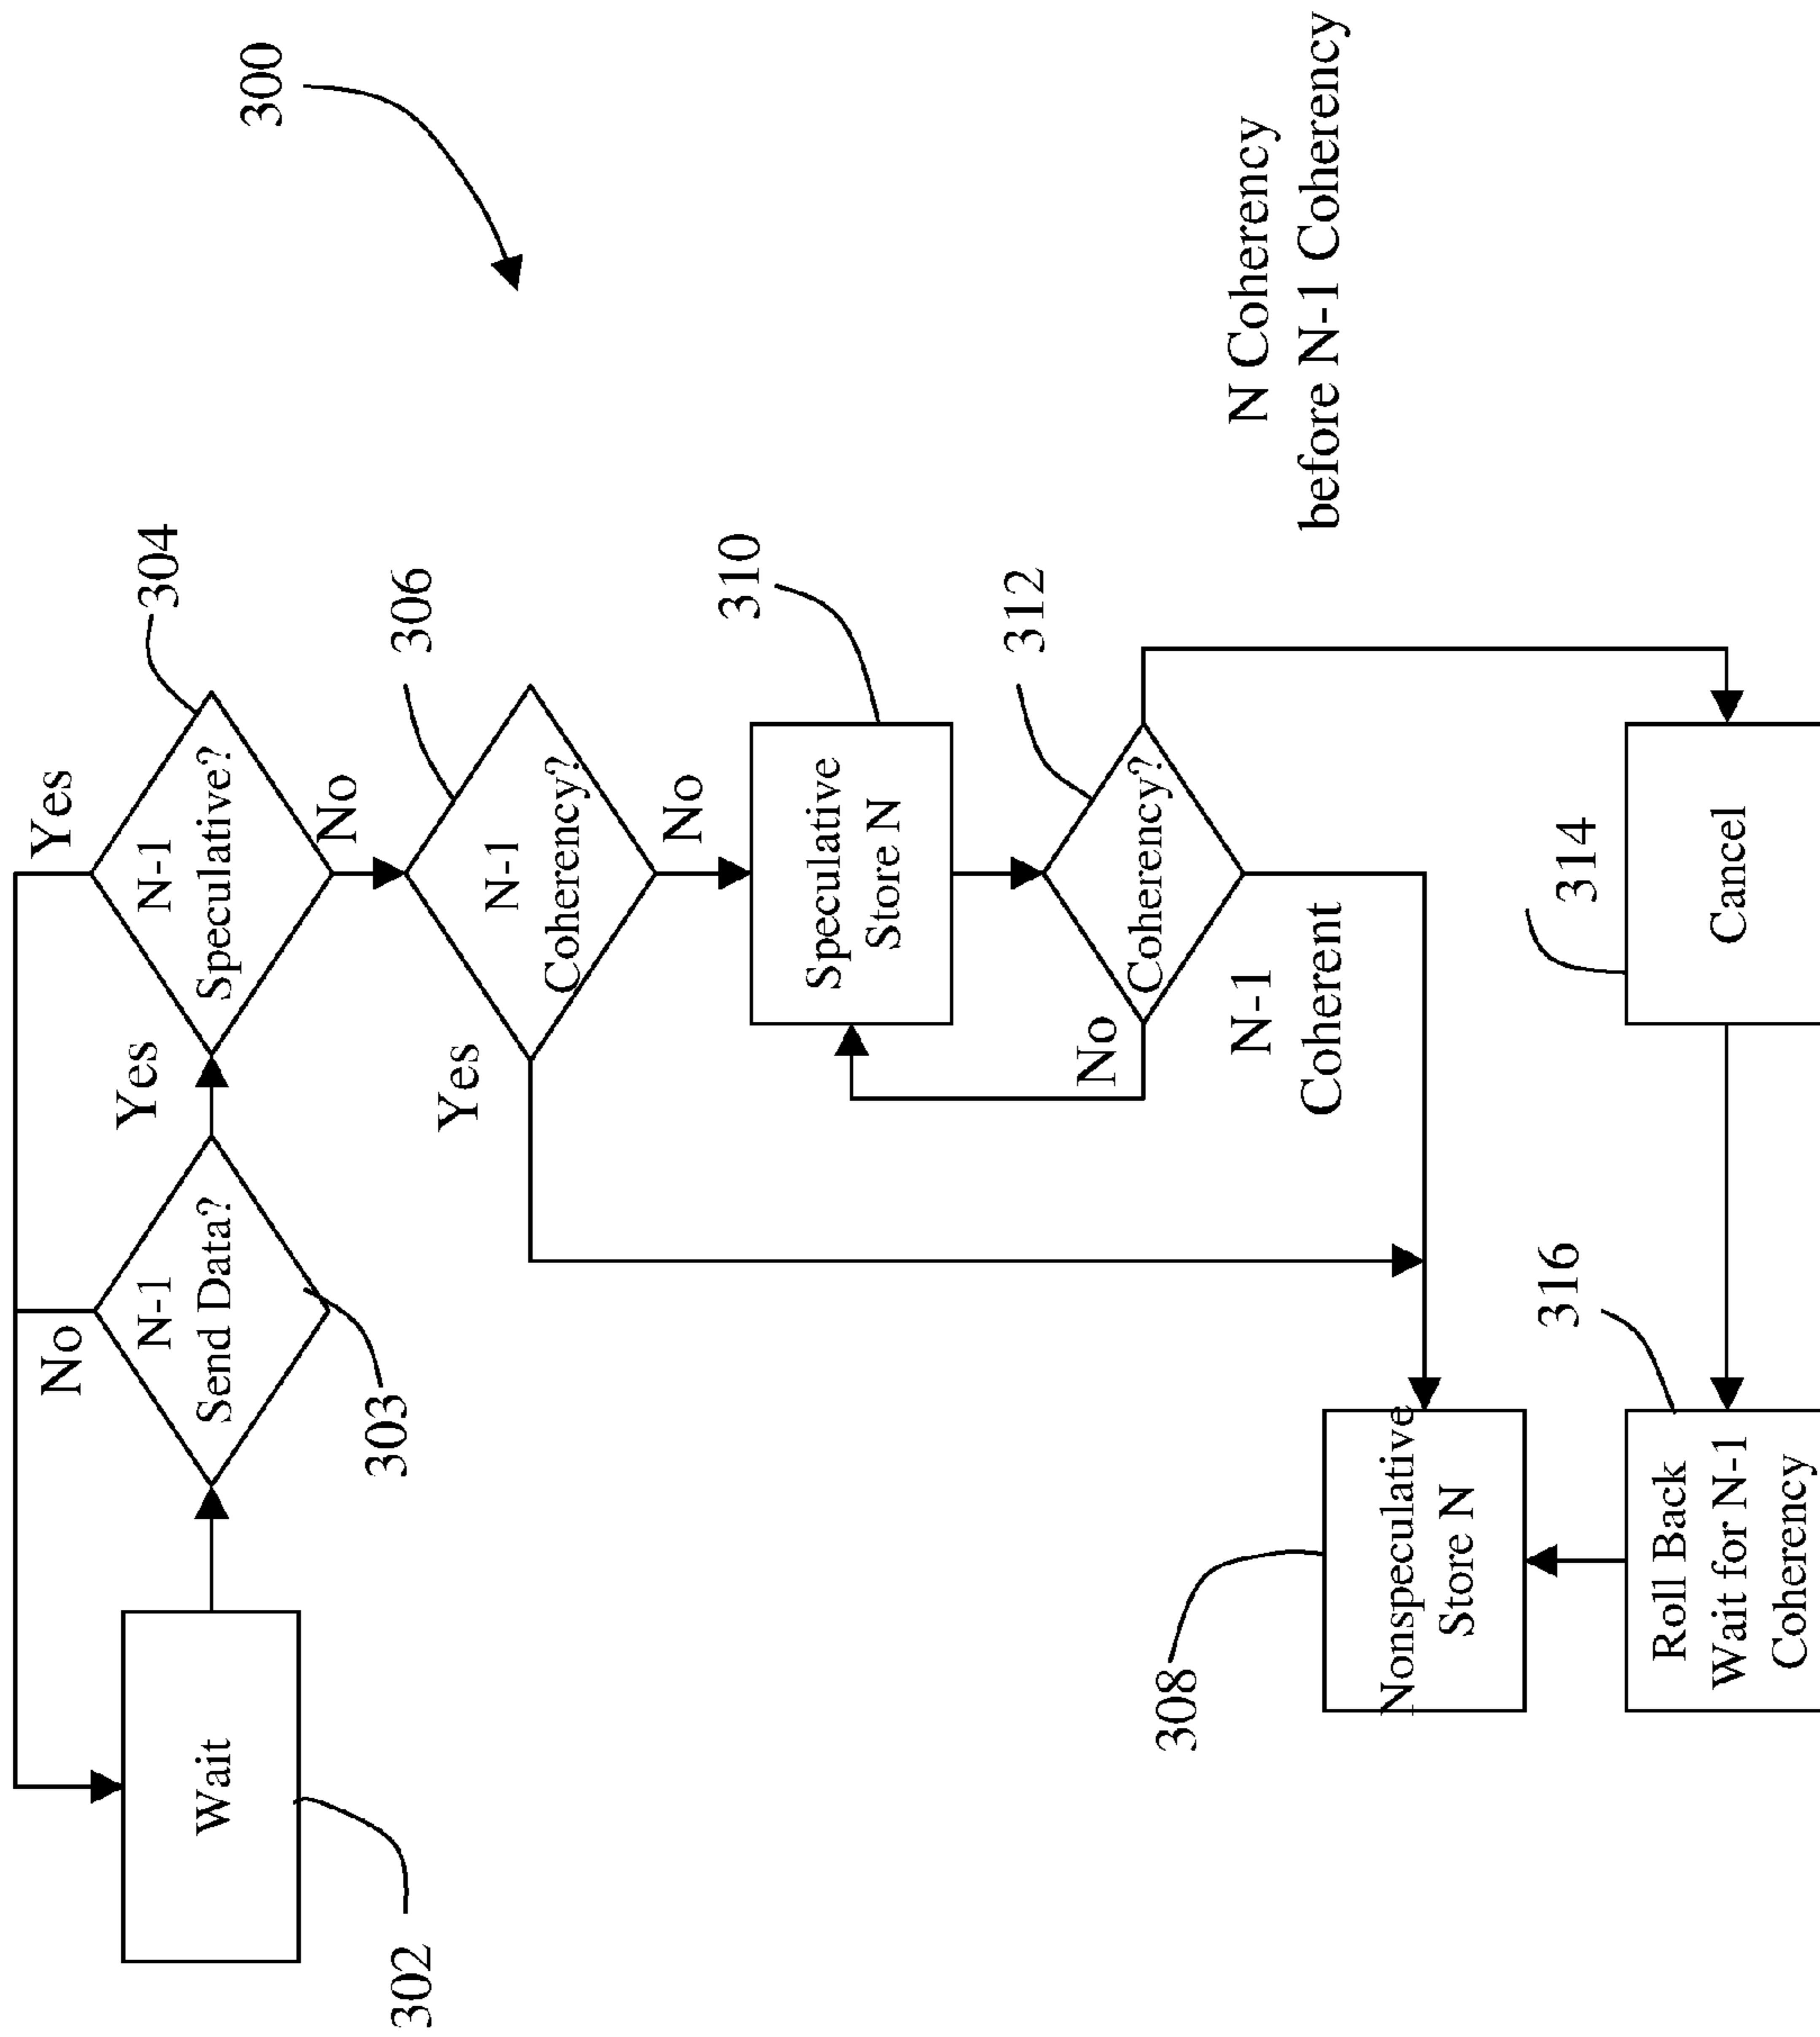 300
Wait
302
N-1
Send Data?
303
No
Yes
N-1
Speculative?
304
Yes
No
N-1
Coherency?
306
Yes
No
Speculative
Store N
310
Coherency?
312
No
N-1
Coherent
N Coherency
before N-1 Coherency
Nonspeculative
Store N
308
Cancel
314
Roll Back
Wait for N-1
Coherency
316